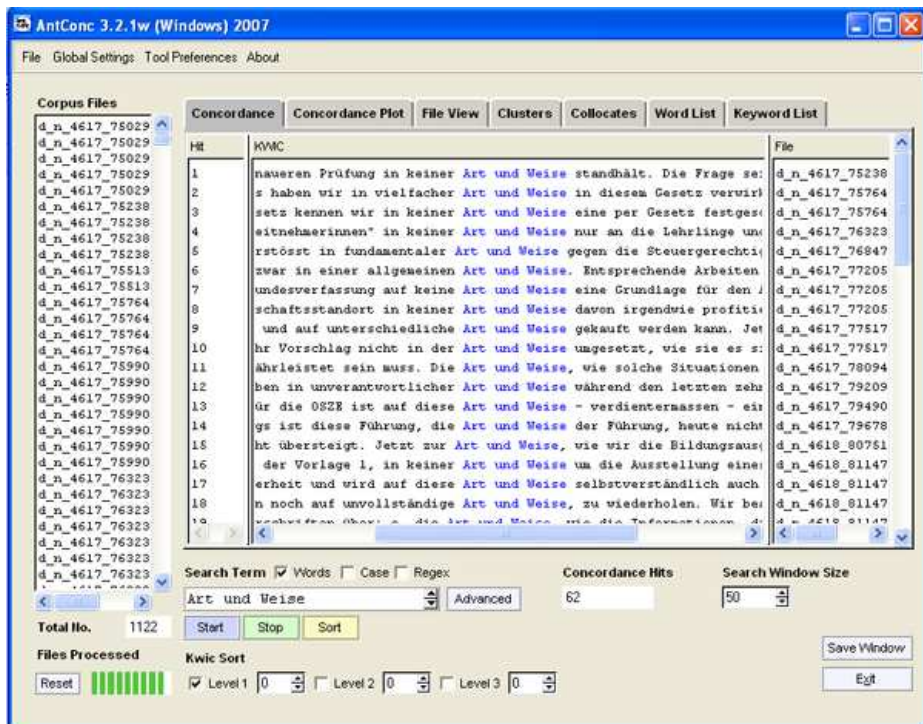 AntConc 3.2.1w (Windows) 2007
File Global Settings Tool Preferences About
Corpus Files
d_n_4617_75029
d_n_4617_75029
d_n_4617_75029
d_n_4617_75029
d_n_4617_75029
d_n_4617_75238
d_n_4617_75238
d_n_4617_75238
d_n_4617_75238
d_n_4617_75513
d_n_4617_75513
d_n_4617_75764
d_n_4617_75764
d_n_4617_75764
d_n_4617_75764
d_n_4617_75990
d_n_4617_75990
d_n_4617_75990
d_n_4617_75990
d_n_4617_75990
d_n_4617_75990
d_n_4617_75990
d_n_4617_76323
d_n_4617_76323
d_n_4617_76323
d_n_4617_76323
d_n_4617_76323
d_n_4617_76323
Total No. 1122
Files Processed
Reset
Concordance Concordance Plot File View Clusters Collocates Word List Keyword List
Hit KWIC File
1 naueren Prüfung in keiner Art und Weise standhält. Die Frage se d_n_4617_75238
2 s haben wir in vielfacher Art und Weise in diesem Gesetz verwir d_n_4617_75764
3 setz kennen wir in keiner Art und Weise eine per Gesetz festges d_n_4617_75764
4 eitnehmerinnen" in keiner Art und Weise nur an die Lehrlinge un d_n_4617_76323
5 rstösst in fundamentaler Art und Weise gegen die Steuergerechti d_n_4617_76847
6 zwar in einer allgemeinen Art und Weise. Entsprechende Arbeiten d_n_4617_77205
7 undesverfassung auf keine Art und Weise eine Grundlage für den d_n_4617_77205
8 schaftsstandort in keiner Art und Weise davon irgendwie profiti d_n_4617_77205
9 und auf unterschiedliche Art und Weise gekauft werden kann. Je d_n_4617_77517
10 hr Vorschlag nicht in der Art und Weise umgesetzt, wie sie es s d_n_4617_77517
11 ährleistet sein muss. Die Art und Weise, wie solche Situationen d_n_4617_78094
12 ben in unverantwortlicher Art und Weise während den letzten zeh d_n_4617_79209
13 ür die OSZE ist auf diese Art und Weise - verdientermassen - ei d_n_4617_79490
14 gs ist diese Führung, die Art und Weise der Führung, heute nich d_n_4617_79678
15 ht übersteigt. Jetzt zur Art und Weise, wie wir die Bildungsaus d_n_4618_80751
16 der Vorlage 1, in keiner Art und Weise um die Ausstellung eine d_n_4618_81147
17 erheit und wird auf diese Art und Weise selbstverständlich auch d_n_4618_81147
18 n noch auf unvollständige Art und Weise, zu wiederholen. Wir be d_n_4618_81147
19 die Art und Weise, wie die Informationen d_n_4618_81147
Search Term Words Case Regex Concordance Hits Search Window Size
Art und Weise Advanced 62 50
Start Stop Sort
Kwic Sort
Level 1 0 Level 2 0 Level 3 0
Save Window
Exit